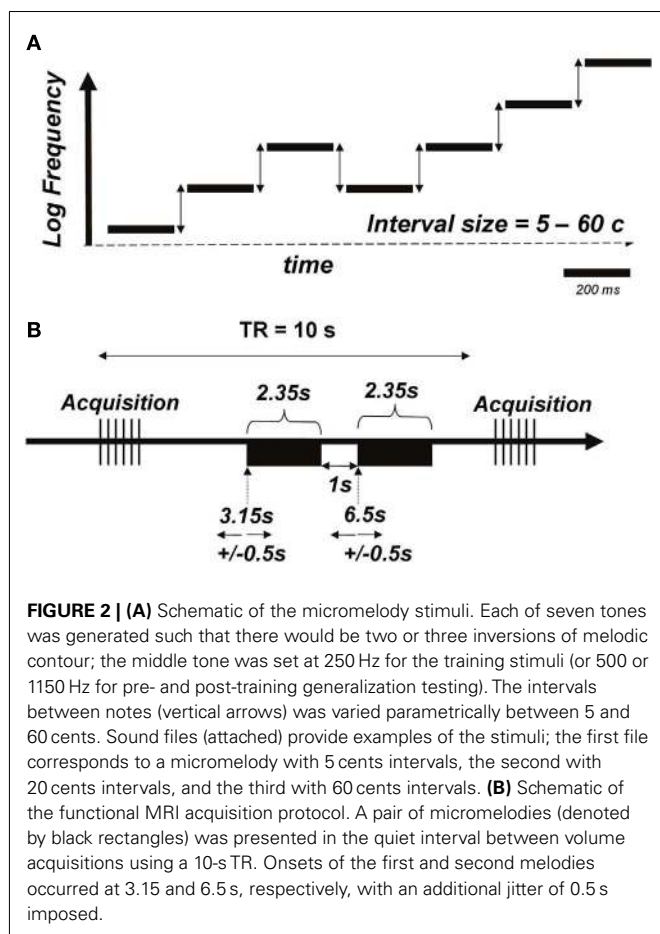 A
Log Frequency
Interval size = 5 – 60 c
time
200 ms
B
TR = 10 s
Acquisition
2.35s
2.35s
Acquisition
1s
3.15s
6.5s
+/-0.5s
+/-0.5s
FIGURE 2 | (A) Schematic of the micromelody stimuli. Each of seven tones
was generated such that there would be two or three inversions of melodic
contour; the middle tone was set at 250 Hz for the training stimuli (or 500 or
1150 Hz for pre- and post-training generalization testing). The intervals
between notes (vertical arrows) was varied parametrically between 5 and
60 cents. Sound files (attached) provide examples of the stimuli; the first file
corresponds to a micromelody with 5 cents intervals, the second with
20 cents intervals, and the third with 60 cents intervals. (B) Schematic of
the functional MRI acquisition protocol. A pair of micromelodies (denoted
by black rectangles) was presented in the quiet interval between volume
acquisitions using a 10-s TR. Onsets of the first and second melodies
occurred at 3.15 and 6.5 s, respectively, with an additional jitter of 0.5 s
imposed.